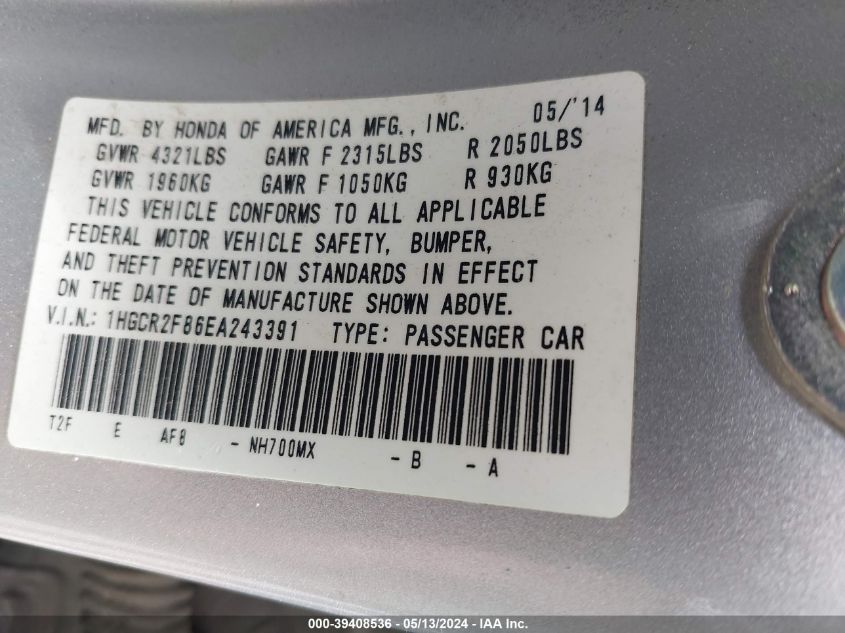 MFD. BY HONDA OF AMERICA MFG., INC. 05/'14
GVWR 4321LBS GAWR F 2315LBS R 2050LBS
GVWR 1960KG GAWR F 1050KG R 930KG
THIS VEHICLE CONFORMS TO ALL APPLICABLE
FEDERAL MOTOR VEHICLE SAFETY, BUMPER,
AND THEFT PREVENTION STANDARDS IN EFFECT
ON THE DATE OF MANUFACTURE SHOWN ABOVE.
V.I.N.: 1HGCR2F86EA243391 TYPE: PASSENGER CAR
T2F E AF8 - NH700MX - B - A
000-39408536 - 05/13/2024 - IAA Inc.